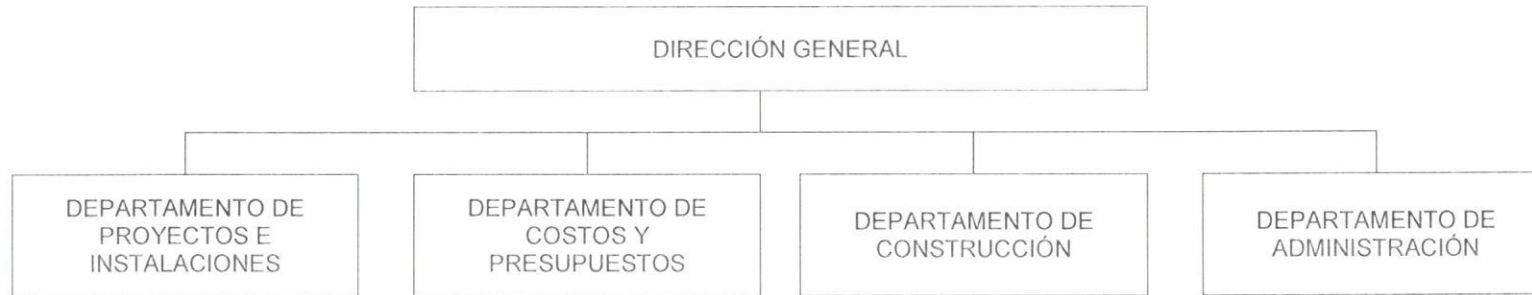 DIRECCIÓN GENERAL
DEPARTAMENTO DE
PROYECTOS E
INSTALACIONES
DEPARTAMENTO DE
COSTOS Y
PRESUPUESTOS
DEPARTAMENTO DE
CONSTRUCCIÓN
DEPARTAMENTO DE
ADMINISTRACIÓN